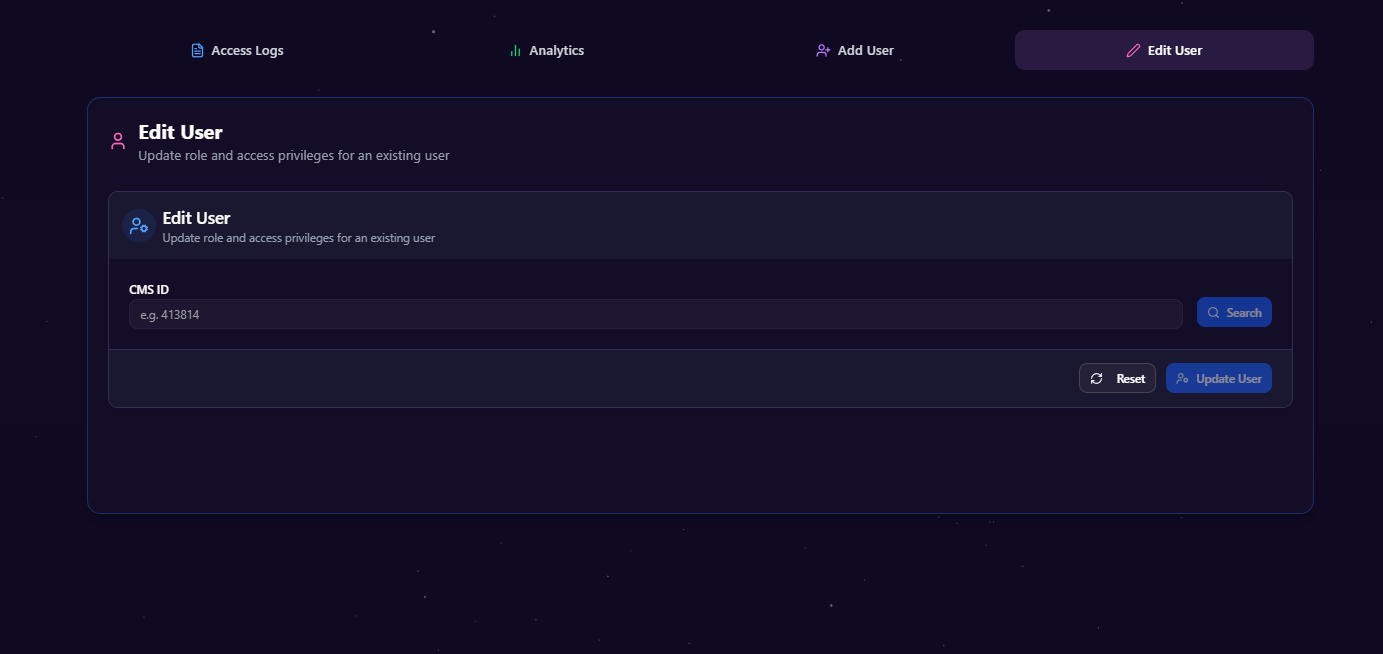 Access Logs
Analytics
Add User
Edit User
Edit User
Update role and access privileges for an existing user
Edit User
Update role and access privileges for an existing user
CMS ID
e.g. 413814
Search
Reset
Update User